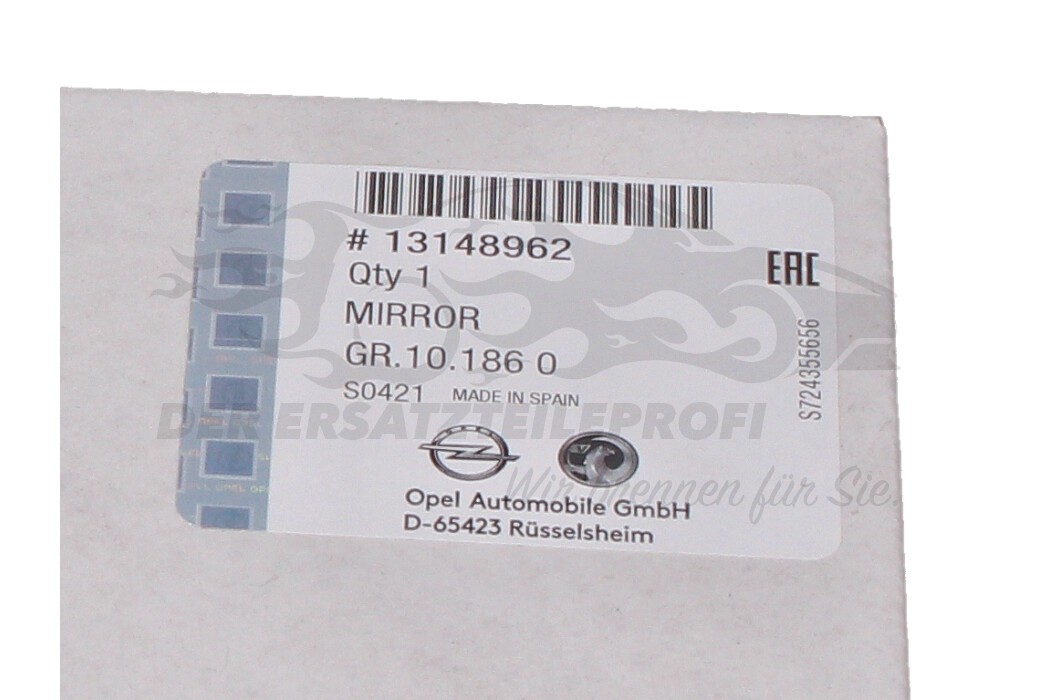 # 13148962
Qty 1
MIRROR
GR.10.186 0
S0421 MADE IN SPAIN
EAC
S724355656
OPEL
Opel Automobile GmbH
D-65423 Rüsselsheim
DER ERSATZTEILEPROFI
Wir brennen für Sie.